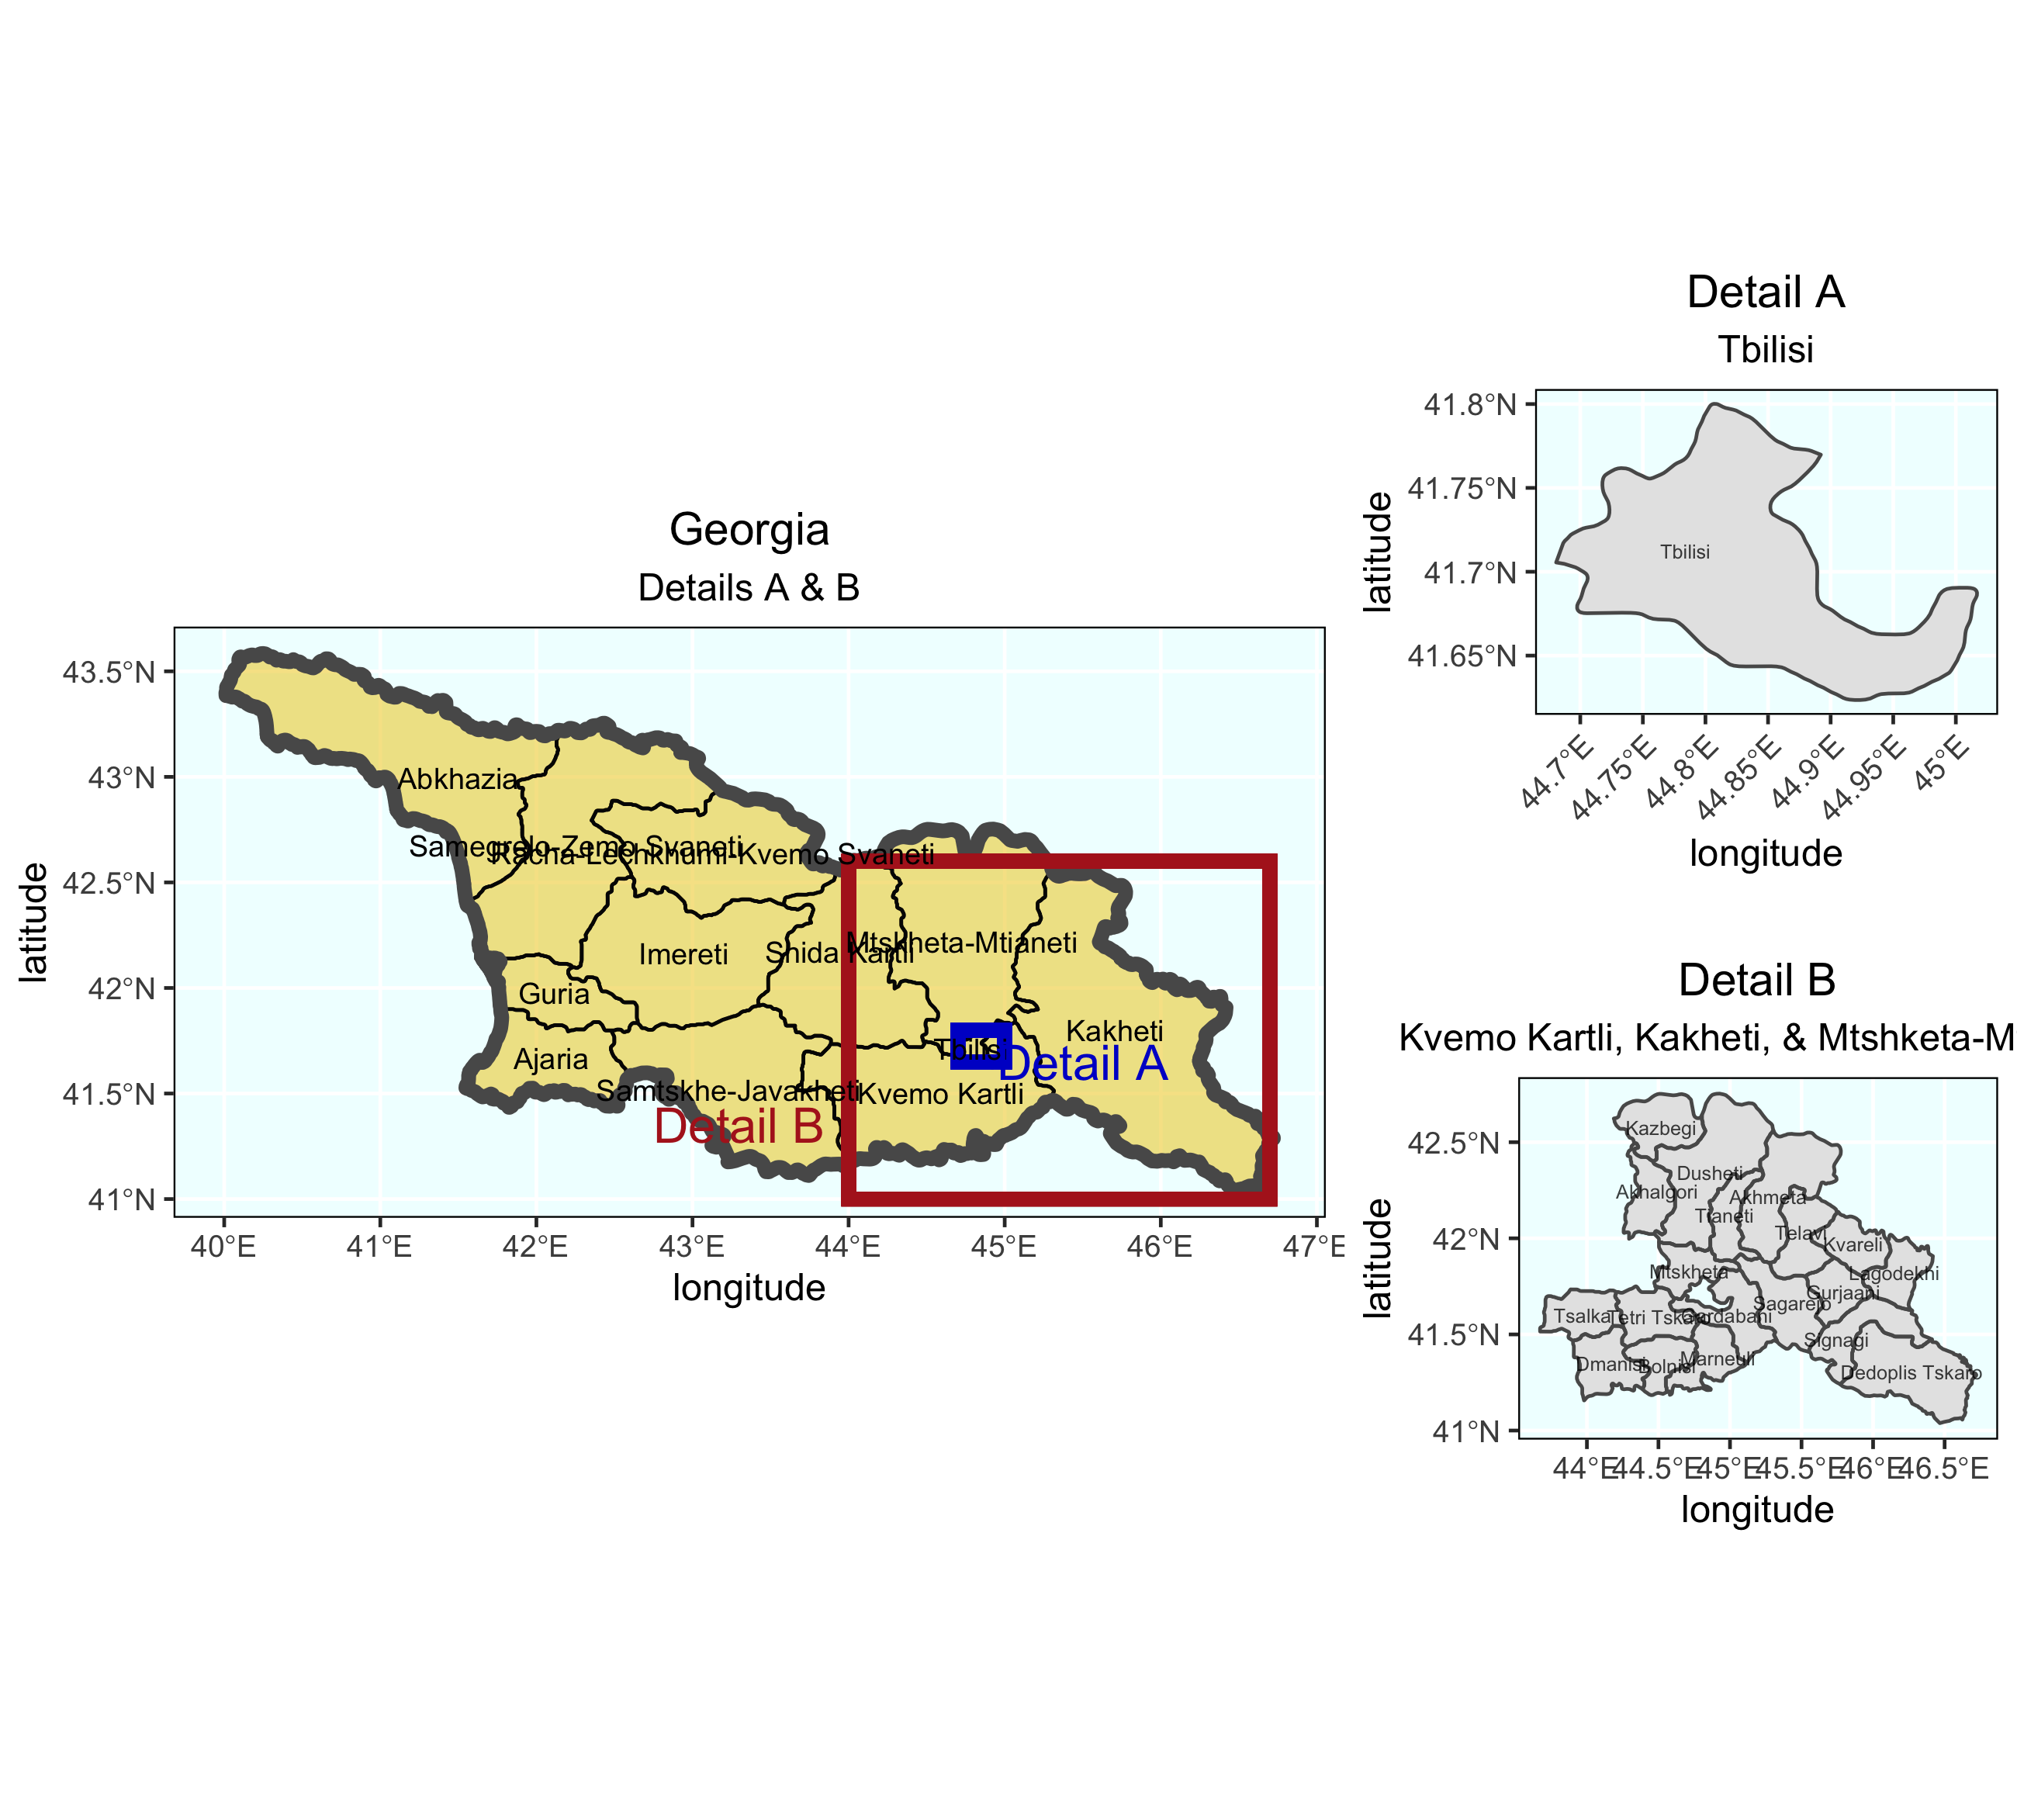 Georgia
Details A & B
latitude
43.5°N
43°N
42.5°N
42°N
41.5°N
41°N
Abkhazia
Samegrelo-Zemo Svaneti
Racha-Lechkhumi-Kvemo Svaneti
Imereti
Shida Kartli
Mtskheta-Mtianeti
Guria
Kakheti
Tbilisi
Ajaria
Detail A
Samtskhe-Javakheti
Kvemo Kartli
Detail B
40°E 41°E 42°E 43°E 44°E 45°E 46°E 47°E
longitude
Detail A
Tbilisi
latitude
41.8°N
41.75°N
41.7°N
41.65°N
Tbilisi
44.7°E 44.75°E 44.8°E 44.85°E 44.9°E 44.95°E 45°E
longitude
Detail B
Kvemo Kartli, Kakheti, & Mtshketa-M
latitude
42.5°N
42°N
41.5°N
41°N
Kazbegi
Dusheti
Akhalgori
Akhmeta
Tianeti
Telavi
Kvareli
Mtskheta
Lagodekhi
Gurjaani
Sagarejo
Tsalka
Tetri Tskaro
Gardabani
Signagi
Marneuli
Dmanisi
Bolnisi
Dedoplis Tskaro
44°E 44.5°E 45°E 45.5°E 46°E 46.5°E
longitude